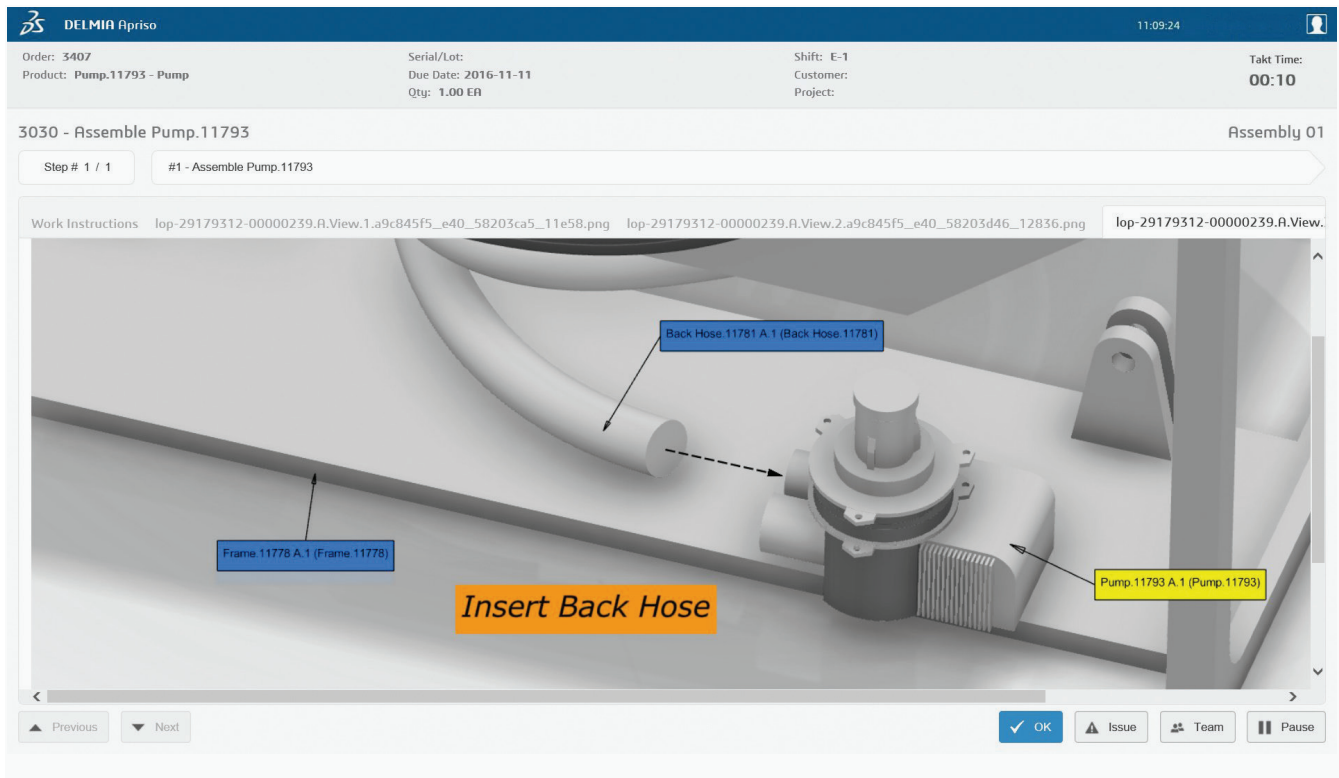 DELMIA Apriso
11:09:24
Order: 3407
Product: Pump.11793 - Pump
Serial/Lot:
Due Date: 2016-11-11
Qty: 1.00 EA
Shift: E-1
Customer:
Project:
Takt Time:
00:10
3030 - Assemble Pump.11793
Assembly 01
Step # 1 / 1
#1 - Assemble Pump.11793
Work Instructions
lop-29179312-00000239.A.View.1.a9c845f5_e40_58203ca5_11e58.png
lop-29179312-00000239.A.View.2.a9c845f5_e40_58203d46_12836.png
lop-29179312-00000239.A.View.
Back Hose.11781 A.1 (Back Hose.11781)
Frame.11778 A.1 (Frame.11778)
Pump.11793 A.1 (Pump.11793)
Insert Back Hose
Previous
Next
OK
Issue
Team
Pause